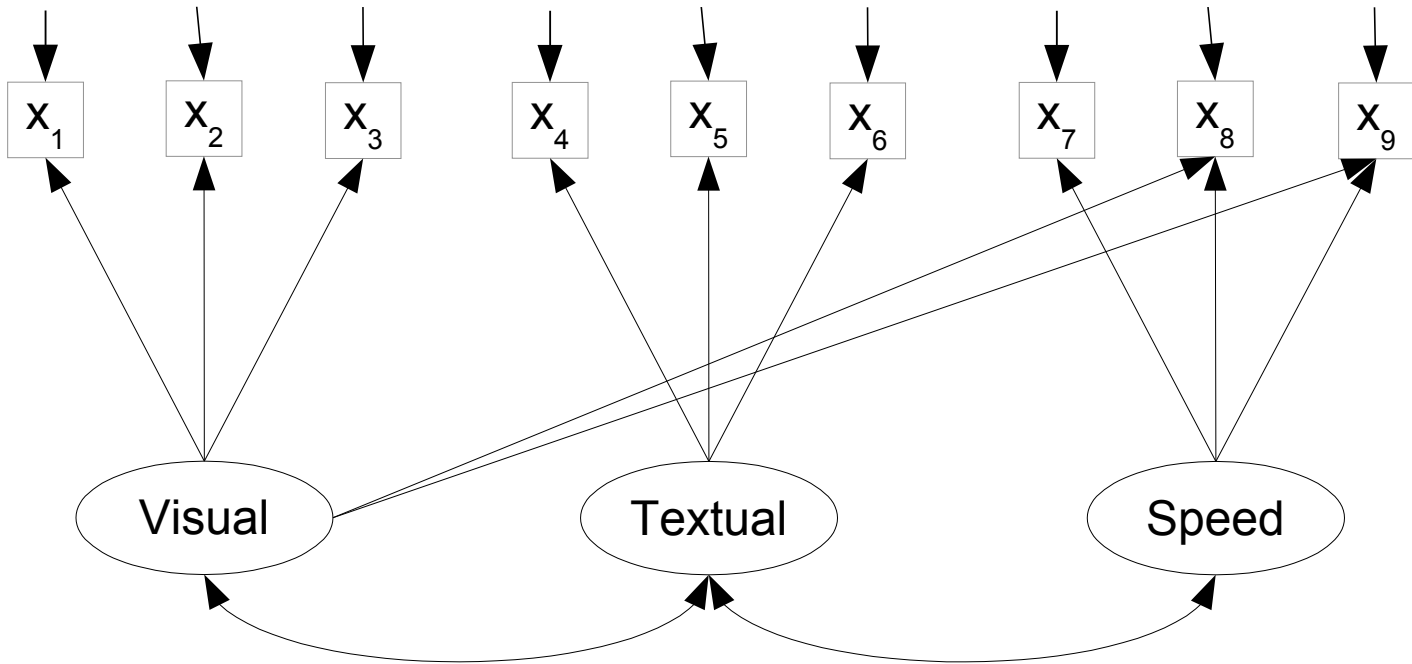 x₁ x₂ x₃ x₄ x₅ x₆ x₇ x₈ x₉
Visual Textual Speed